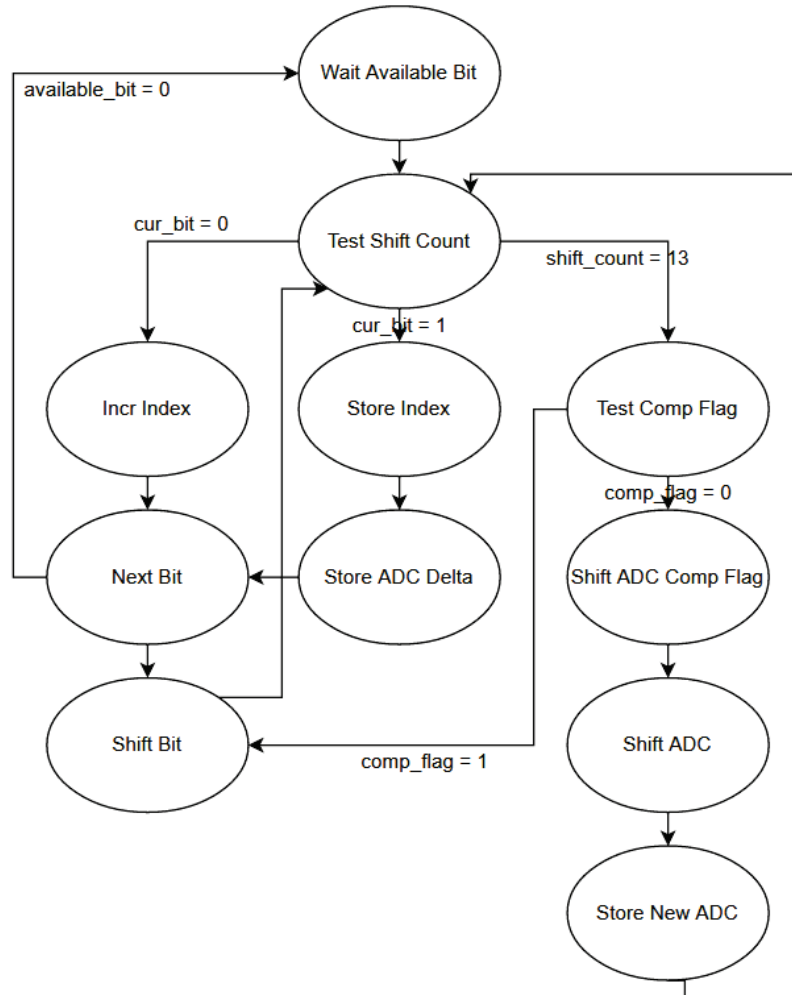 Wait Available Bit
available_bit = 0
cur_bit = 0
Test Shift Count
shift_count = 13
cur_bit = 1
Incr Index
Store Index
Test Comp Flag
comp_flag = 0
Next Bit
Store ADC Delta
Shift ADC Comp Flag
Shift Bit
comp_flag = 1
Shift ADC
Store New ADC